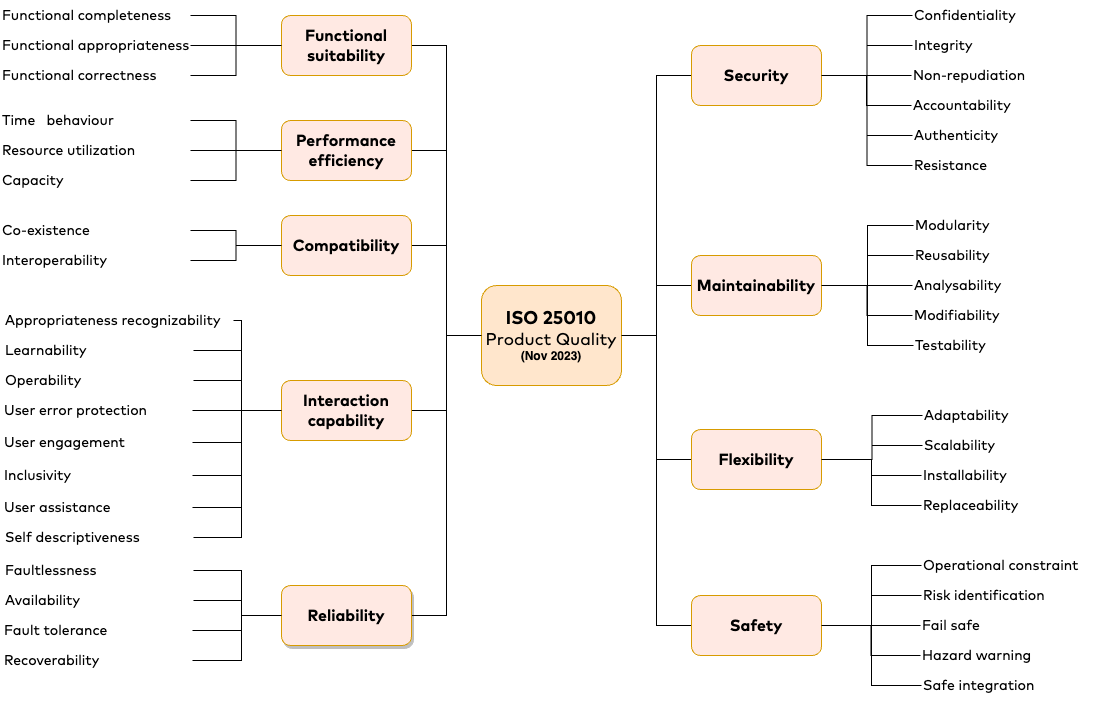 Functional completeness
Functional appropriateness
Functional correctness
Functional
suitability
Time behaviour
Resource utilization
Capacity
Performance
efficiency
Co-existence
Interoperability
Compatibility
Appropriateness recognizability
Learnability
Operability
User error protection
User engagement
Inclusivity
User assistance
Self descriptiveness
Interaction
capability
Faultlessness
Availability
Fault tolerance
Recoverability
Reliability
ISO 25010
Product Quality
(Nov 2023)
Security
Confidentiality
Integrity
Non-repudiation
Accountability
Authenticity
Resistance
Maintainability
Modularity
Reusability
Analysability
Modifiability
Testability
Flexibility
Adaptability
Scalability
Installability
Replaceability
Safety
Operational constraint
Risk identification
Fail safe
Hazard warning
Safe integration